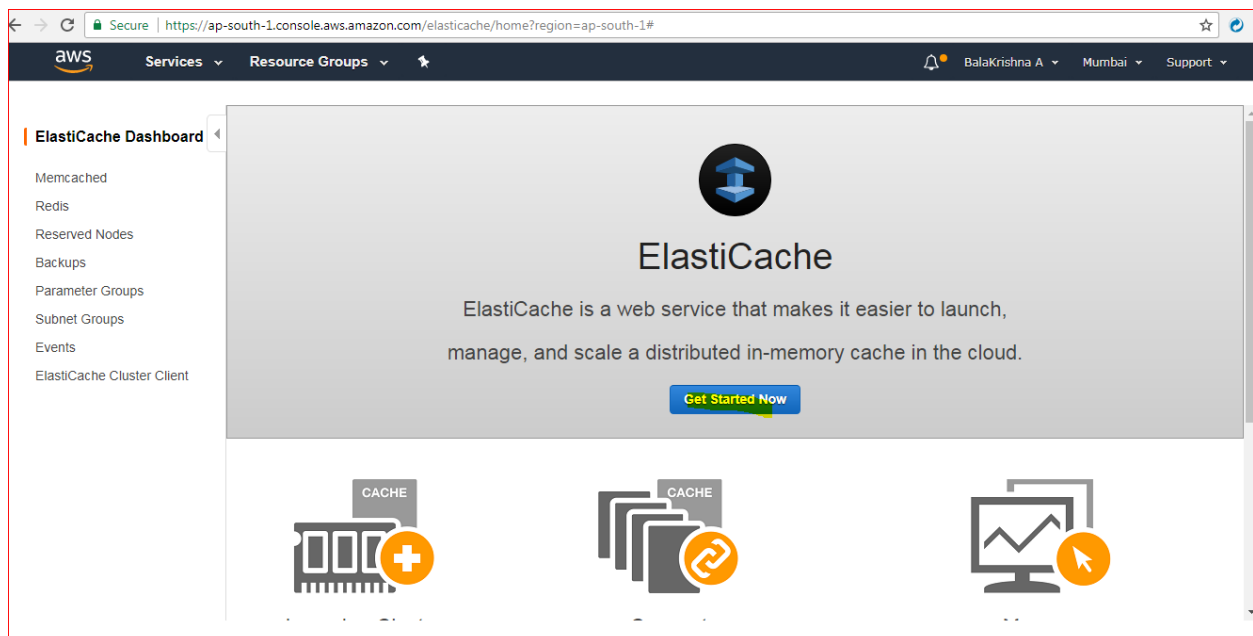 Secure | https://ap-south-1.console.aws.amazon.com/elasticache/home?region=ap-south-1#
aws Services Resource Groups BalaKrishna A Mumbai Support
ElastiCache Dashboard
Memcached
Redis
Reserved Nodes
Backups
Parameter Groups
Subnet Groups
Events
ElastiCache Cluster Client
ElastiCache
ElastiCache is a web service that makes it easier to launch,
manage, and scale a distributed in-memory cache in the cloud.
Get Started Now
CACHE CACHE